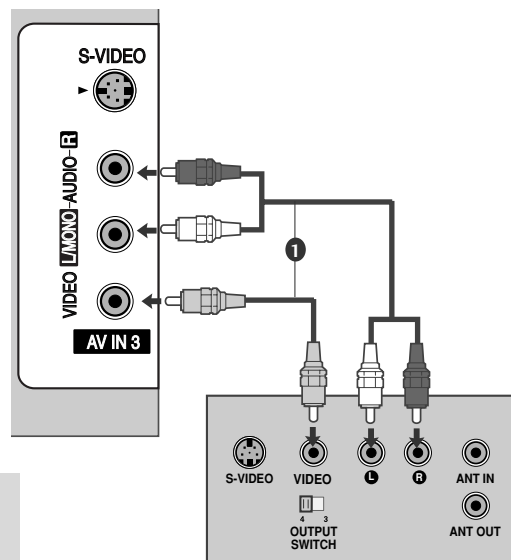 S-VIDEO
VIDEO L/MONO-AUDIO-R
AV IN 3
1
S-VIDEO
VIDEO
L
R
ANT IN
4 3
OUTPUT
SWITCH
ANT OUT